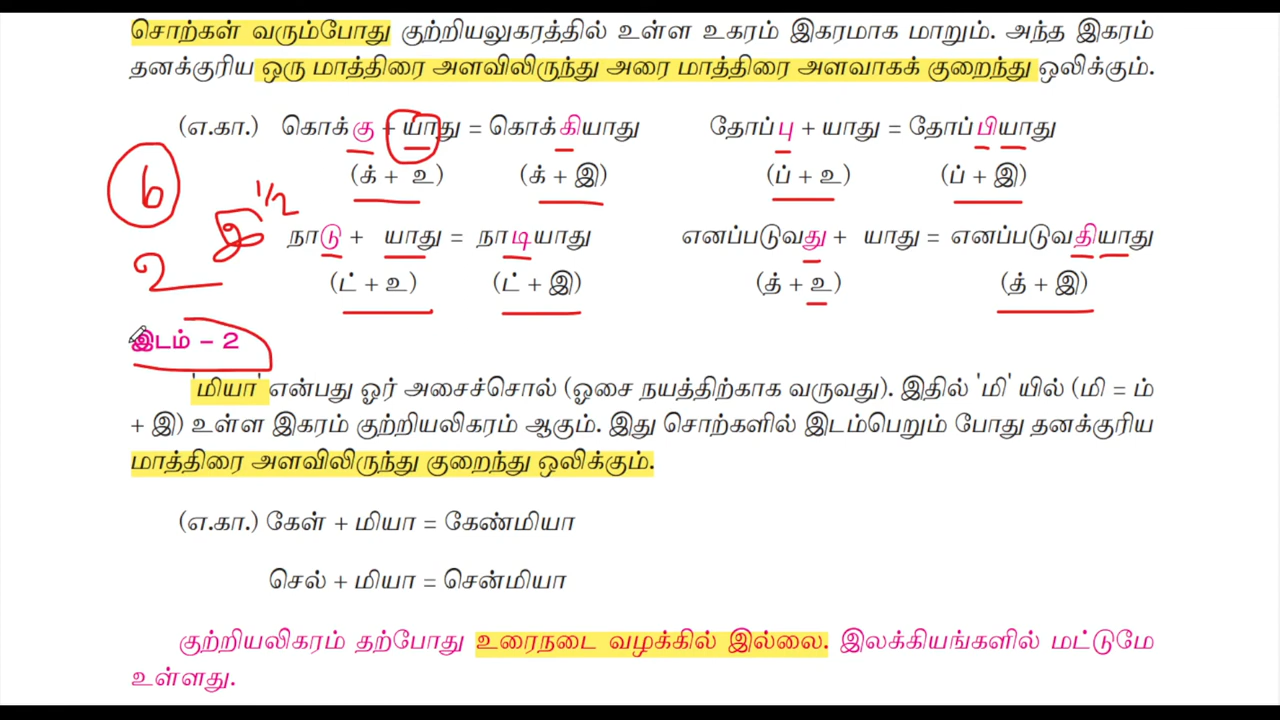 சொற்கள் வரும்போது குற்றியலுகரத்தில் உள்ள உகரம் இகரமாக மாறும். அந்த இகரம்
தனக்குரிய ஒரு மாத்திரை அளவிலிருந்து அரை மாத்திரை அளவாகக் குறைந்து ஒலிக்கும்.
(எ.கா.) கொக்கு + யாது = கொக்கியாது தோப்பு + யாது = தோப்பியாது
(க் + உ) (க் + இ) (ப் + உ) (ப் + இ)
6 இ 1/2
நாடு + யாது = நாடியாது எனப்படுவது + யாது = எனப்படுவதியாது
2
(ட் + உ) (ட் + இ) (த் + உ) (த் + இ)
இடம் – 2
'மியா' என்பது ஓர் அசைச்சொல் (ஓசை நயத்திற்காக வருவது). இதில் 'மி' யில் (மி = ம்
+ இ) உள்ள இகரம் குற்றியலிகரம் ஆகும். இது சொற்களில் இடம்பெறும் போது தனக்குரிய
மாத்திரை அளவிலிருந்து குறைந்து ஒலிக்கும்.
(எ.கா.) கேள் + மியா = கேண்மியா
செல் + மியா = சென்மியா
குற்றியலிகரம் தற்போது உரைநடை வழக்கில் இல்லை. இலக்கியங்களில் மட்டுமே
உள்ளது.